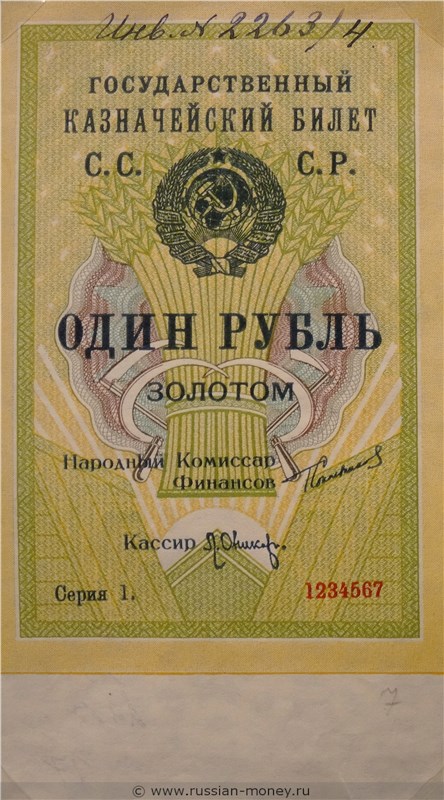 Инв. № 2263/4
ГОСУДАРСТВЕННЫЙ
КАЗНАЧЕЙСКИЙ БИЛЕТ
С.С. С.Р.
ОДИН РУБЛЬ
ЗОЛОТОМ
Народный Комиссар
Финансов
Кассир
Серия 1. 1234567
7
© www.russian-money.ru